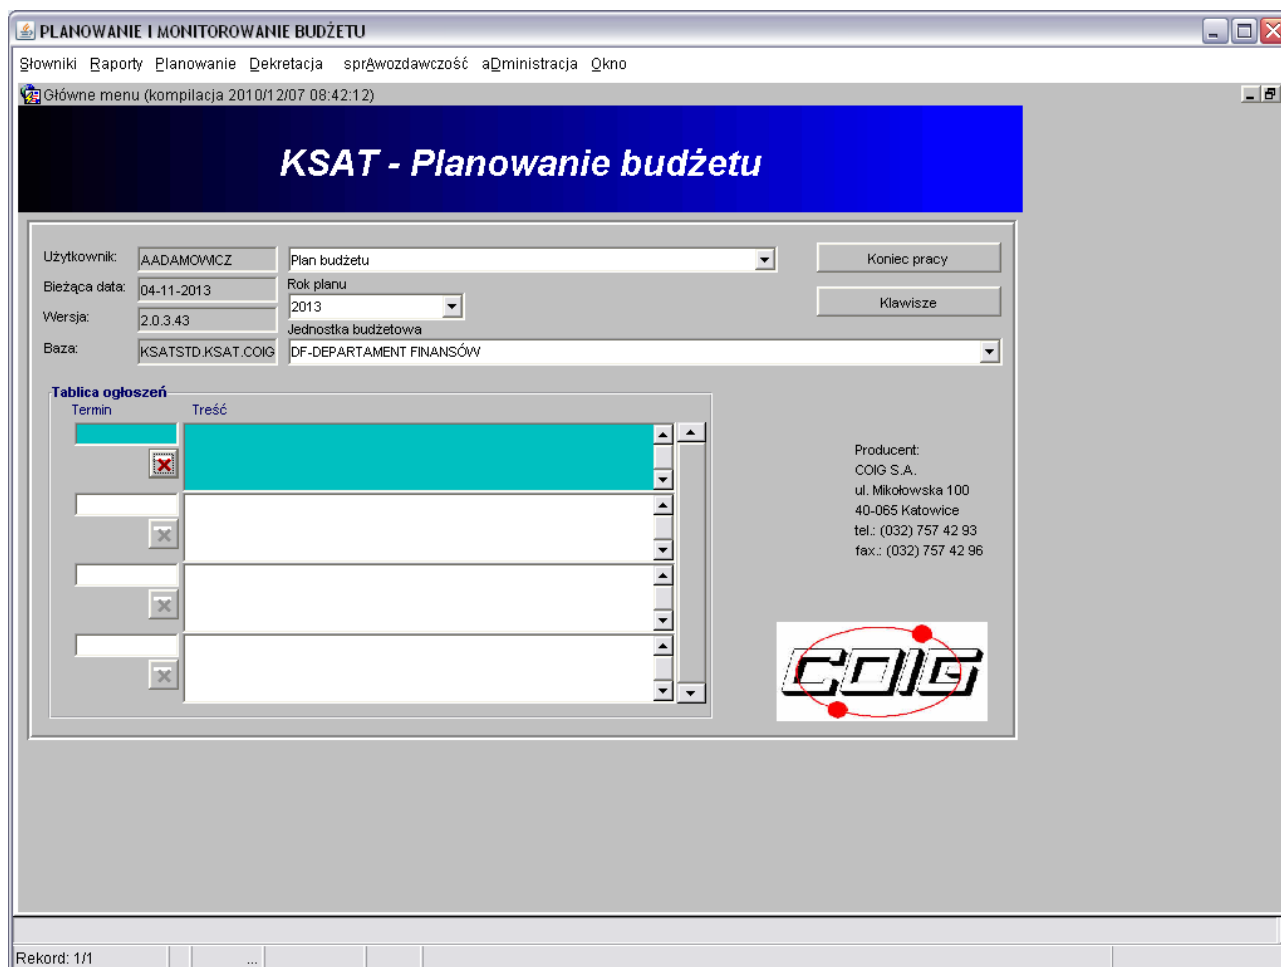 PLANOWANIE I MONITOROWANIE BUDŻETU
Słowniki Raporty Planowanie Dekretacja sprAwozdawczość aDministracja Okno
Główne menu (kompilacja 2010/12/07 08:42:12)
KSAT - Planowanie budżetu
Użytkownik: AADAMOWICZ Plan budżetu Koniec pracy
Bieżąca data: 04-11-2013 Rok planu
2013 Klawisze
Wersja: 2.0.3.43
Jednostka budżetowa
Baza: KSATSTD.KSAT.COIG DF-DEPARTAMENT FINANSÓW
Tablica ogłoszeń
Termin Treść
Producent:
COIG S.A.
ul. Mikołowska 100
40-065 Katowice
tel.: (032) 757 42 93
fax.: (032) 757 42 96
COIG
Rekord: 1/1 ...